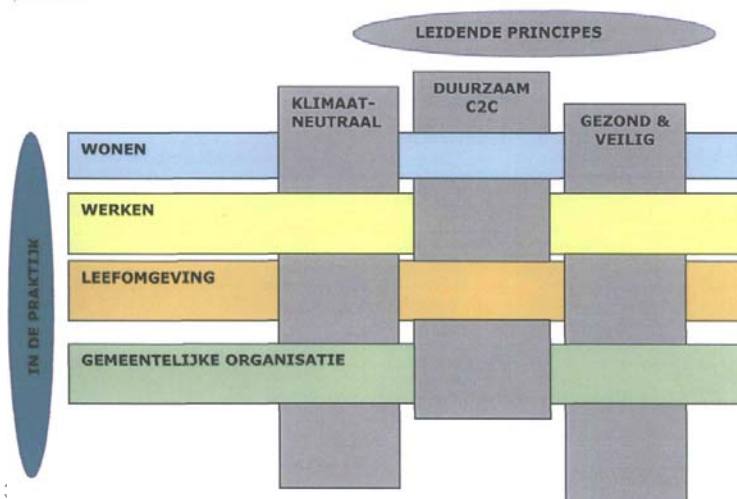 LEIDENDE PRINCIPES
KLIMAAT-
NEUTRAAL
DUURZAAM
C2C
GEZOND &
VEILIG
WONEN
WERKEN
LEEFOMGEVING
GEMEENTELIJKE ORGANISATIE
IN DE PRAKTIJK